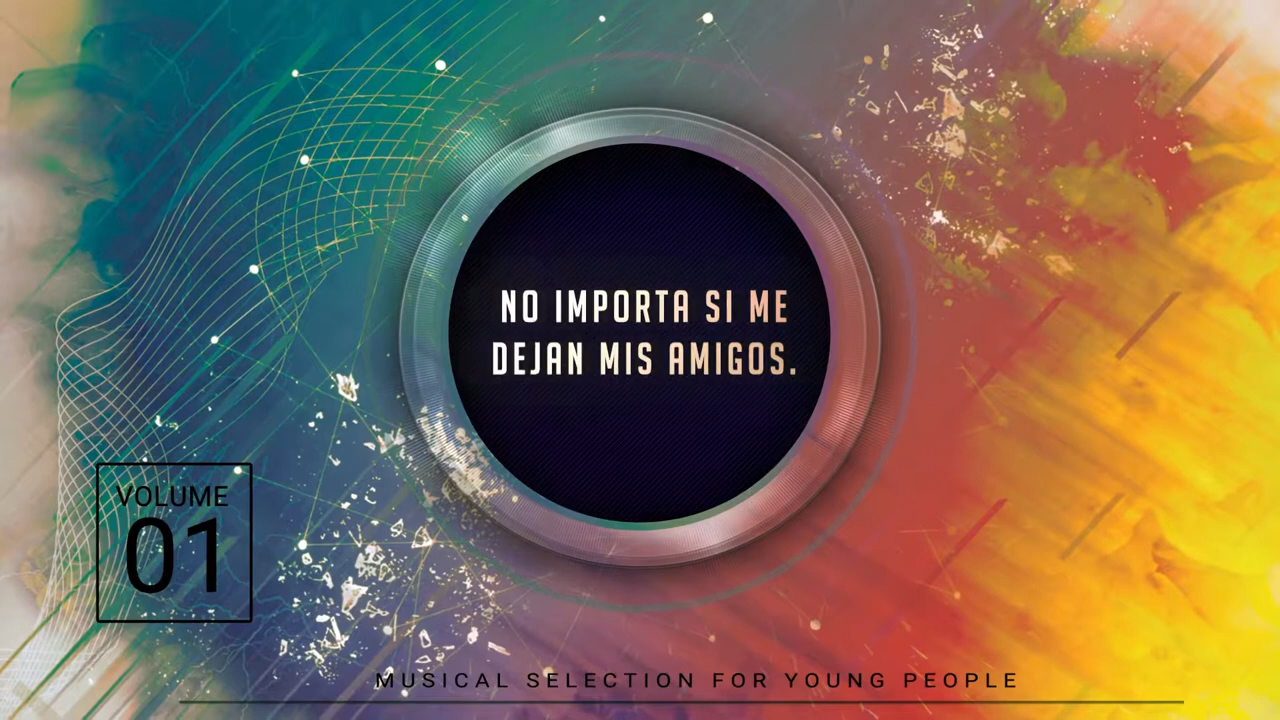 NO IMPORTA SI ME
DEJAN MIS AMIGOS.
VOLUME
01
MUSICAL SELECTION FOR YOUNG PEOPLE